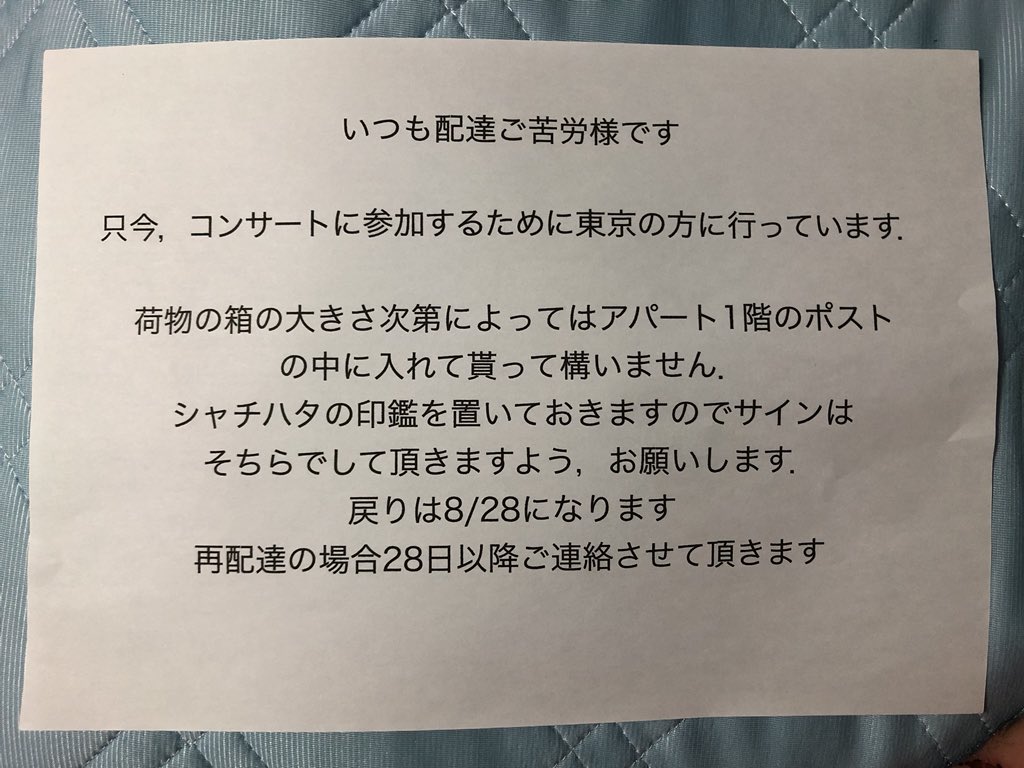 いつも配達ご苦労様です
只今，コンサートに参加するために東京の方に行っています．
荷物の箱の大きさ次第によってはアパート1階のポスト
の中に入れて貰って構いません．
シャチハタの印鑑を置いておきますのでサインは
そちらでして頂きますよう，お願いします．
戻りは8/28になります
再配達の場合28日以降ご連絡させて頂きます